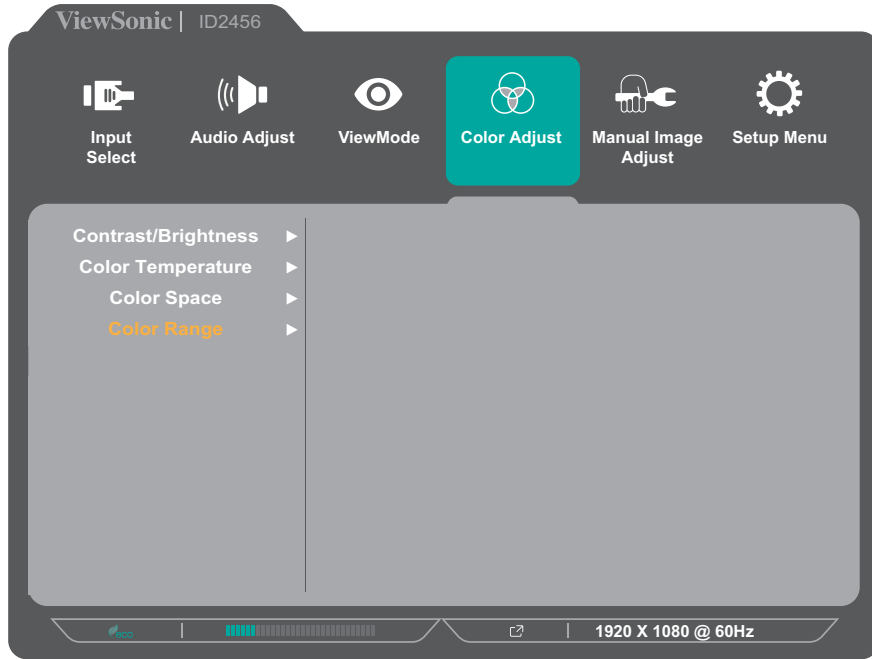 ViewSonic | ID2456
Input
Select
Audio Adjust
ViewMode
Color Adjust
Manual Image
Adjust
Setup Menu
Contrast/Brightness
Color Temperature
Color Space
Color Range
eco
1920 X 1080 @ 60Hz